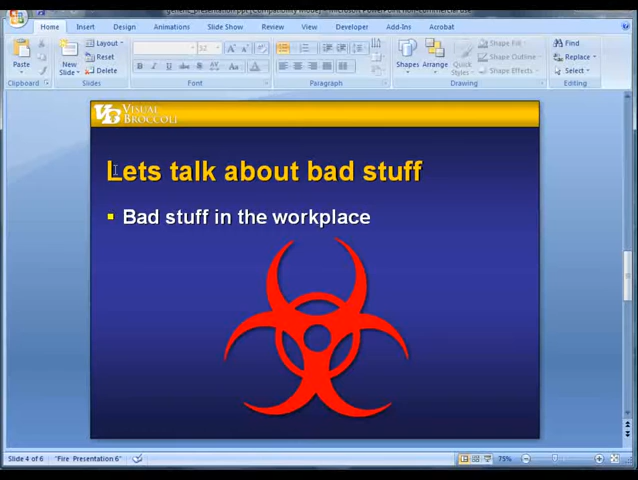 Home Insert Design Animations Slide Show Review View Developer Add-Ins Acrobat
Paste
New
Slide
Layout
Reset
Delete
Shapes
Arrange
Quick
Styles
Shape Fill
Shape Outline
Shape Effects
Find
Replace
Select
Clipboard Slides Font Paragraph Drawing Editing
VB VISUAL
BROCCOLI
Lets talk about bad stuff
Bad stuff in the workplace
Slide 4 of 6 "Fire Presentation 6" 75%